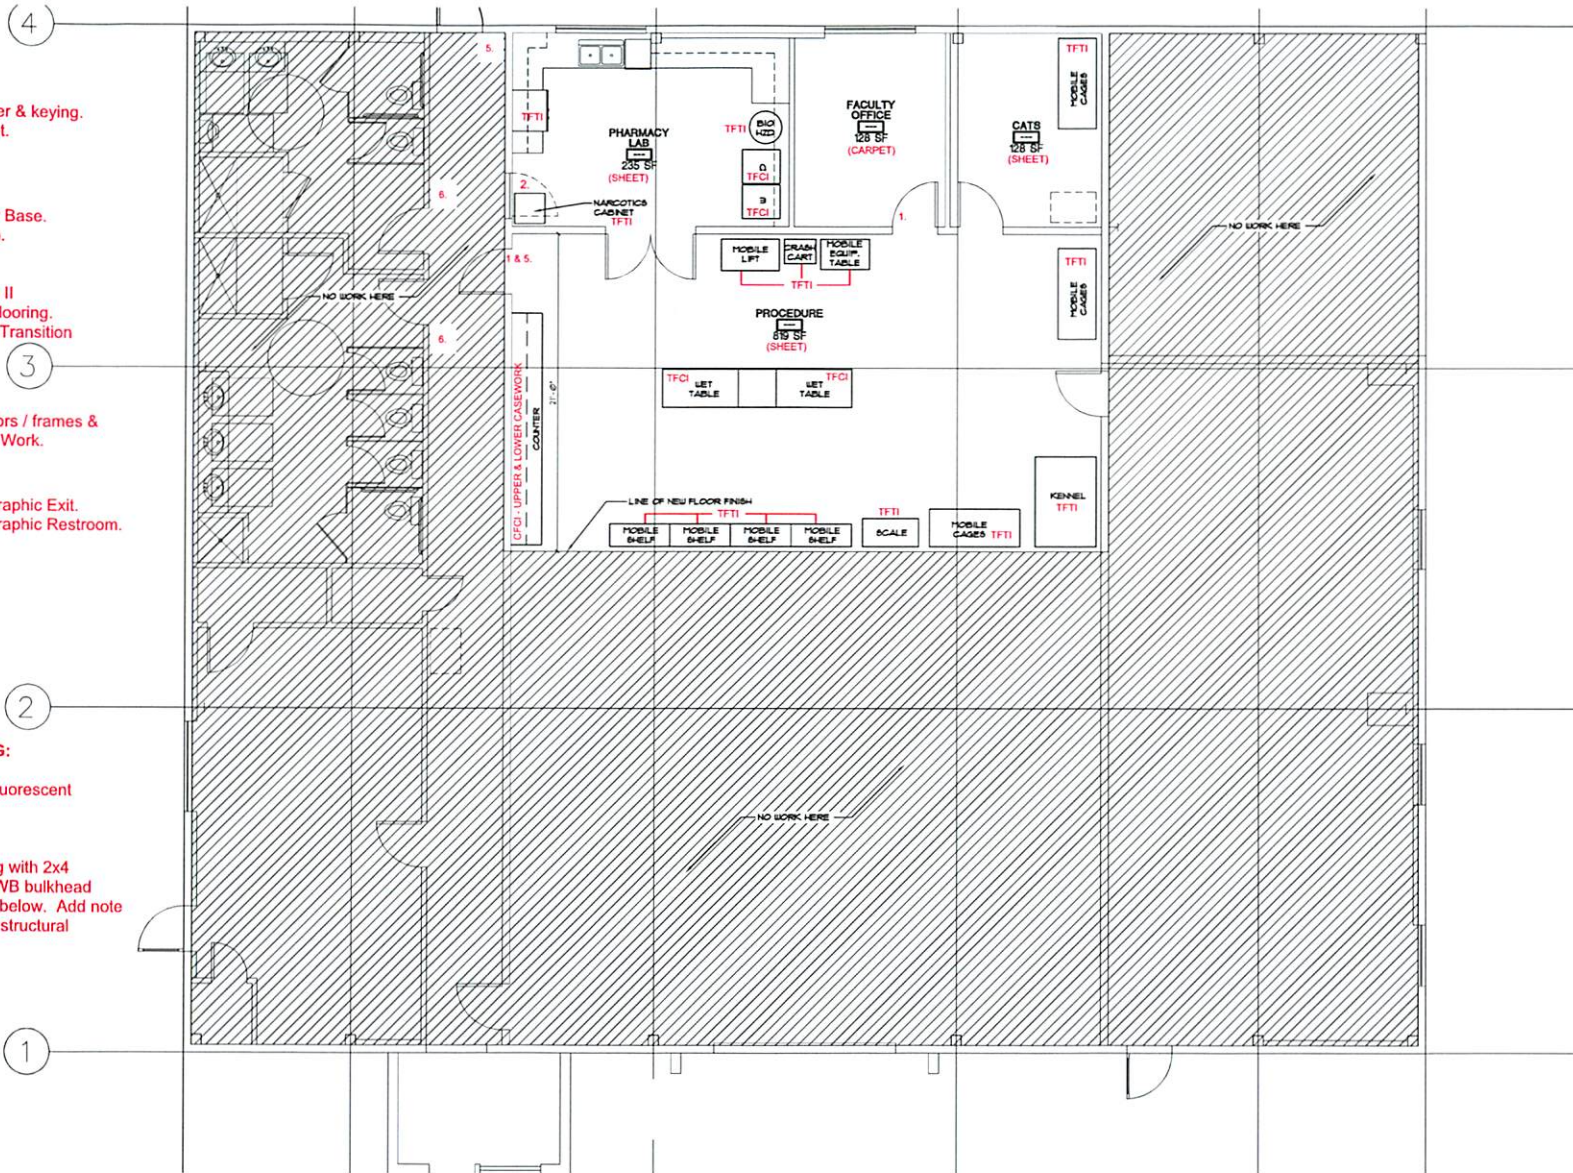 4
er & keying.
t.
Base.
.
II
looring.
Transition
3
ors / frames &
Work.
raphic Exit.
raphic Restroom.
2
G:
uorescent
g with 2x4
WB bulkhead
below. Add note
structural
1
5.
6.
NO WORK HERE
6.
1 & 5.
2.
TFTI
PHARMACY
LAB
---
235 SF
(SHEET)
NARCOTICS
CABINET
TFTI
TFTI
BIO
HZD
D
TFCI
W
TFCI
FACULTY
OFFICE
---
128 SF
(CARPET)
1.
CATS
---
128 SF
(SHEET)
TFTI
MOBILE
CAGES
NO WORK HERE
MOBILE
LIFT
CRASH
CART
MOBILE
EQUIP.
TABLE
TFTI
TFTI
MOBILE
CAGES
PROCEDURE
---
819 SF
(SHEET)
CFCI - UPPER & LOWER CASEWORK
COUNTER
21'-0"
TFCI
WET
TABLE
TFCI
WET
TABLE
LINE OF NEW FLOOR FINISH
TFTI
MOBILE
SHELF
MOBILE
SHELF
MOBILE
SHELF
MOBILE
SHELF
TFTI
SCALE
MOBILE
CAGES
TFTI
KENNEL
TFTI
NO WORK HERE